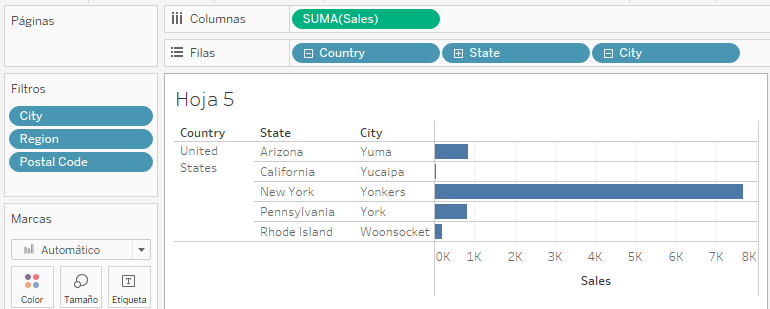 Páginas
Columnas
SUMA(Sales)
Filas
Country
State
City
Filtros
City
Region
Postal Code
Marcas
Automático
Color
Tamaño
Etiqueta
Hoja 5
Country State City
United States
Arizona Yuma
California Yucaipa
New York Yonkers
Pennsylvania York
Rhode Island Woonsocket
0K 1K 2K 3K 4K 5K 6K 7K 8K
Sales